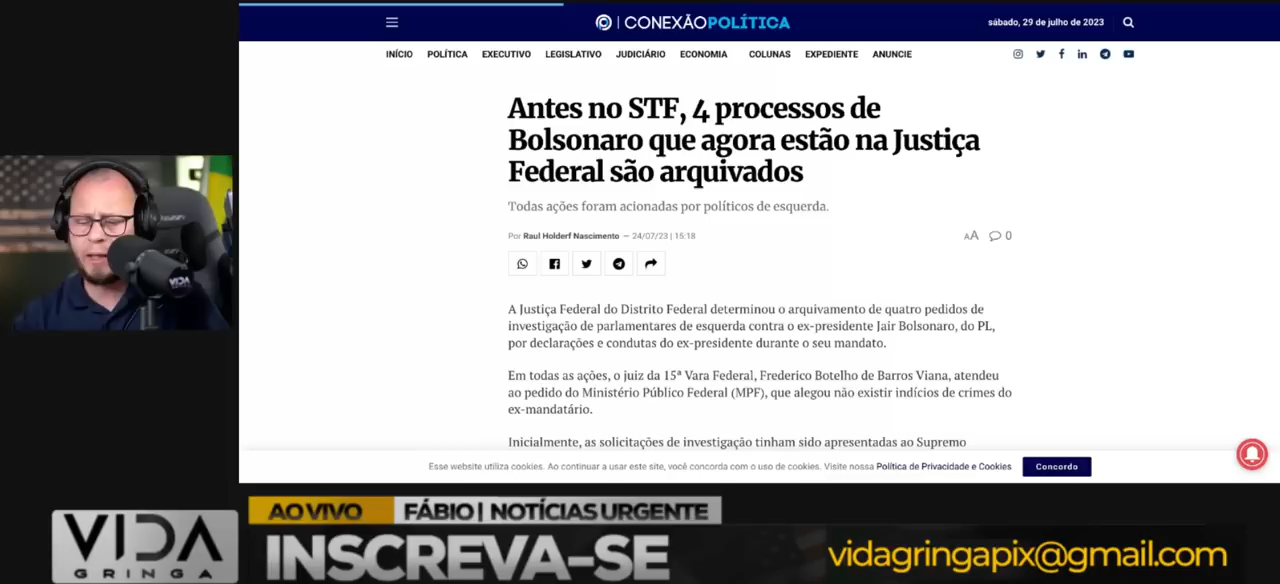 CONEXÃOPOLÍTICA
sábado, 29 de julho de 2023
INÍCIO POLÍTICA EXECUTIVO LEGISLATIVO JUDICIÁRIO ECONOMIA COLUNAS EXPEDIENTE ANUNCIE
Antes no STF, 4 processos de
Bolsonaro que agora estão na Justiça
Federal são arquivados
Todas ações foram acionadas por políticos de esquerda.
Por Raul Holderf Nascimento — 24/07/23 | 15:18
AA 0
A Justiça Federal do Distrito Federal determinou o arquivamento de quatro pedidos de
investigação de parlamentares de esquerda contra o ex-presidente Jair Bolsonaro, do PL,
por declarações e condutas do ex-presidente durante o seu mandato.
Em todas as ações, o juiz da 15ª Vara Federal, Frederico Botelho de Barros Viana, atendeu
ao pedido do Ministério Público Federal (MPF), que alegou não existir indícios de crimes do
ex-mandatário.
Inicialmente, as solicitações de investigação tinham sido apresentadas ao Supremo
Esse website utiliza cookies. Ao continuar a usar este site, você concorda com o uso de cookies. Visite nossa Política de Privacidade e Cookies
Concordo
VIDA
AO VIVO FÁBIO | NOTÍCIAS URGENTE
VIDA
GRINGA
INSCREVA-SE
vidagringapix@gmail.com